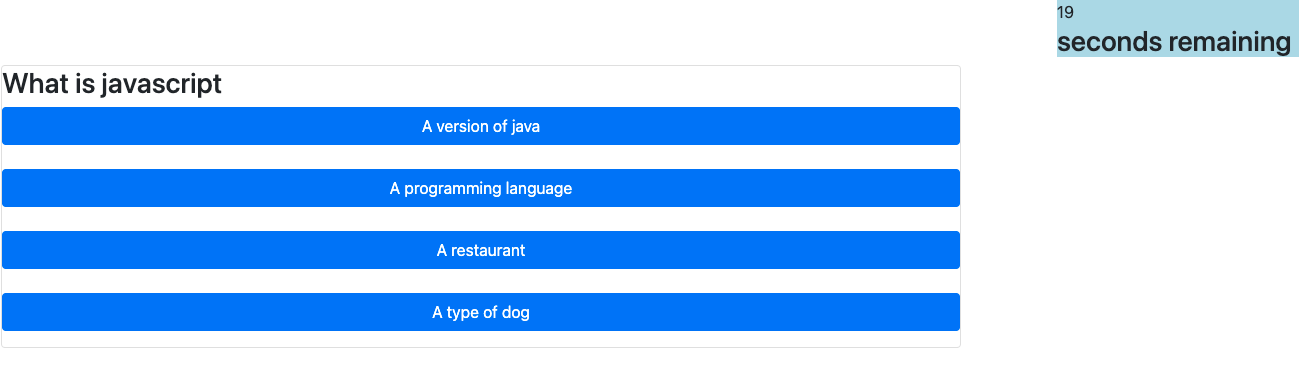 19
seconds remaining
What is javascript
A version of java
A programming language
A restaurant
A type of dog